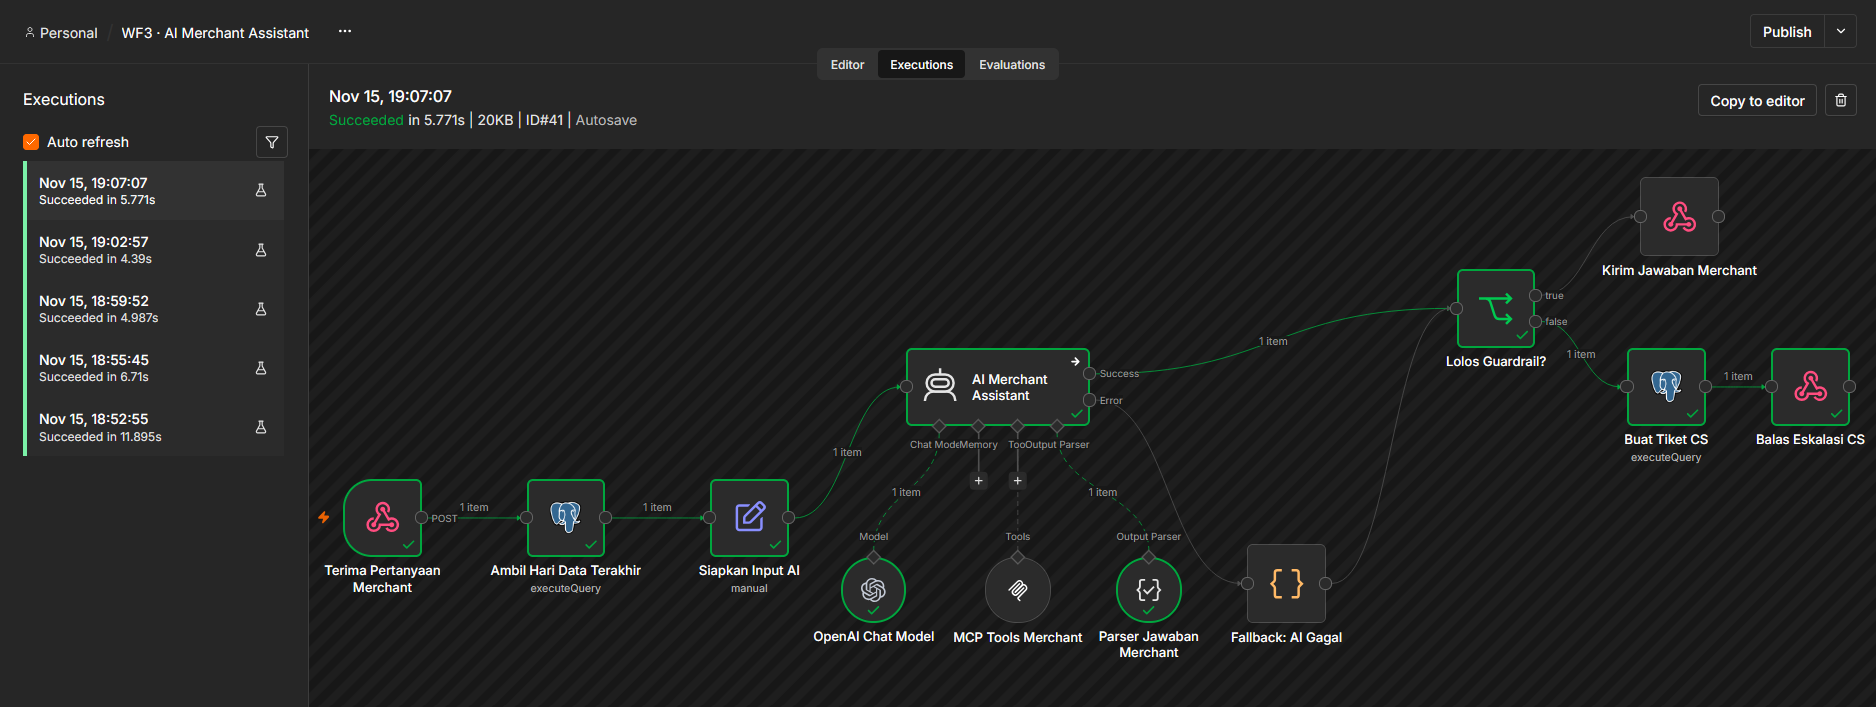 Personal / WF3 · AI Merchant Assistant ...
Publish
Editor Executions Evaluations
Executions
Auto refresh
Nov 15, 19:07:07
Succeeded in 5.771s
Nov 15, 19:02:57
Succeeded in 4.39s
Nov 15, 18:59:52
Succeeded in 4.987s
Nov 15, 18:55:45
Succeeded in 6.71s
Nov 15, 18:52:55
Succeeded in 11.895s
Nov 15, 19:07:07
Succeeded in 5.771s | 20KB | ID#41 | Autosave
Copy to editor
Kirim Jawaban Merchant
true
false
Lolos Guardrail?
1 item
1 item
1 item
Buat Tiket CS
executeQuery
Balas Eskalasi CS
AI Merchant
Assistant
Success
Error
Chat Mode
Memory
Too
Output Parser
1 item
1 item
1 item
POST
1 item
1 item
Model
Tools
Output Parser
Terima Pertanyaan
Merchant
Ambil Hari Data Terakhir
executeQuery
Siapkan Input AI
manual
OpenAI Chat Model
MCP Tools Merchant
Parser Jawaban
Merchant
{ }
Fallback: AI Gagal